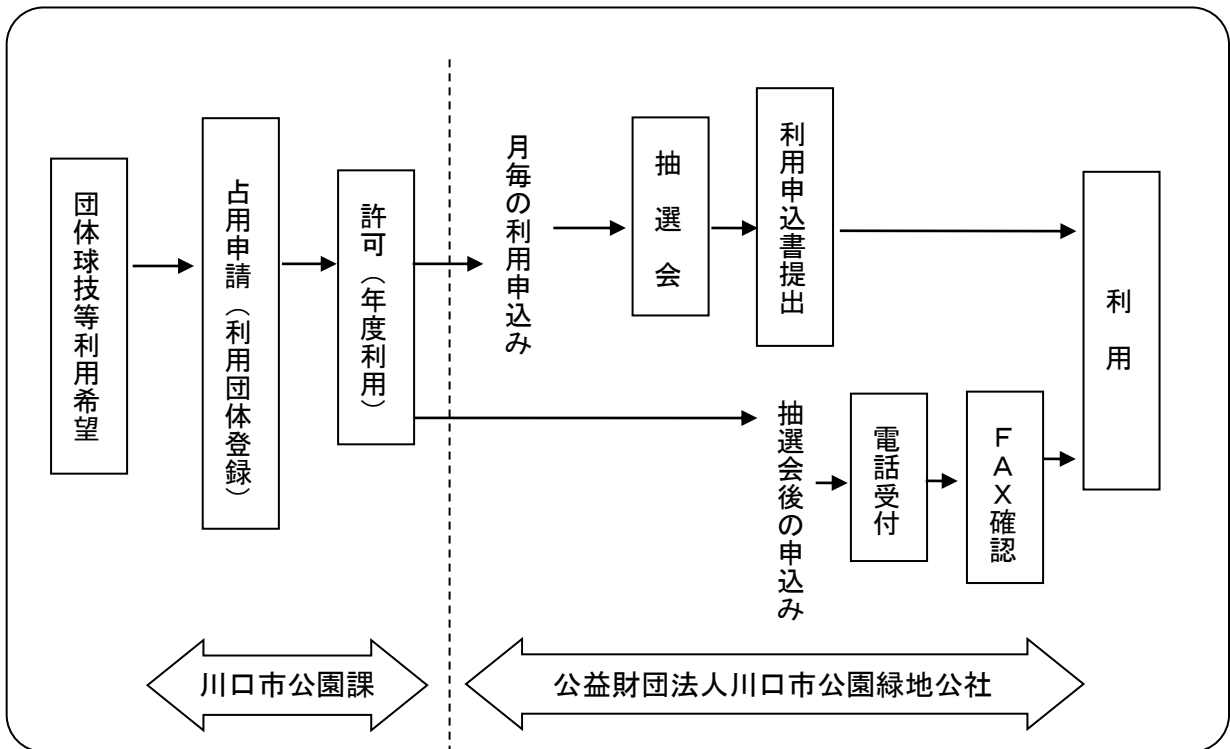 団体球技等利用希望
占用申請（利用団体登録）
許可（年度利用）
月毎の利用申込み
抽選会
利用申込書提出
抽選会後の申込み
電話受付
ＦＡＸ確認
利用
川口市公園課
公益財団法人川口市公園緑地公社